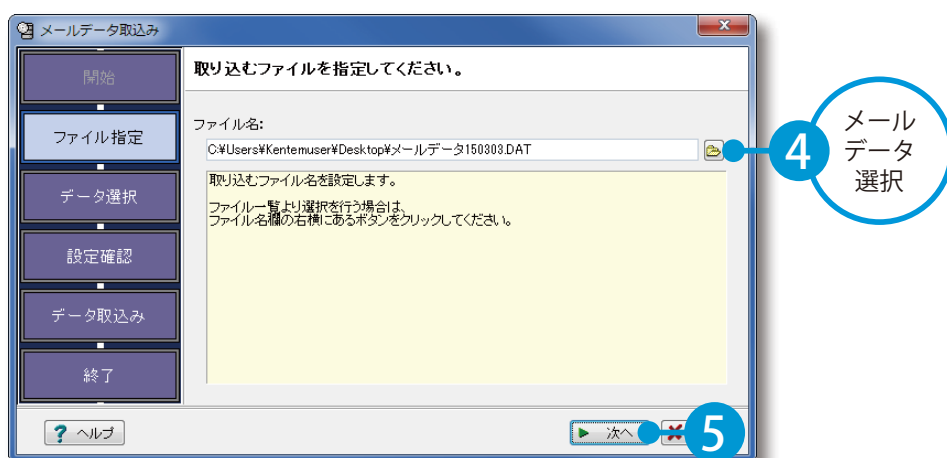 メールデータ取込み
開始
ファイル指定
データ選択
設定確認
データ取込み
終了
取り込むファイルを指定してください。
ファイル名:
C:¥Users¥Kentemuser¥Desktop¥メールデータ150303.DAT
取り込むファイル名を設定します。
ファイル一覧より選択を行う場合は、
ファイル名欄の右横にあるボタンをクリックしてください。
? ヘルプ
次へ
4
メール
データ
選択
5